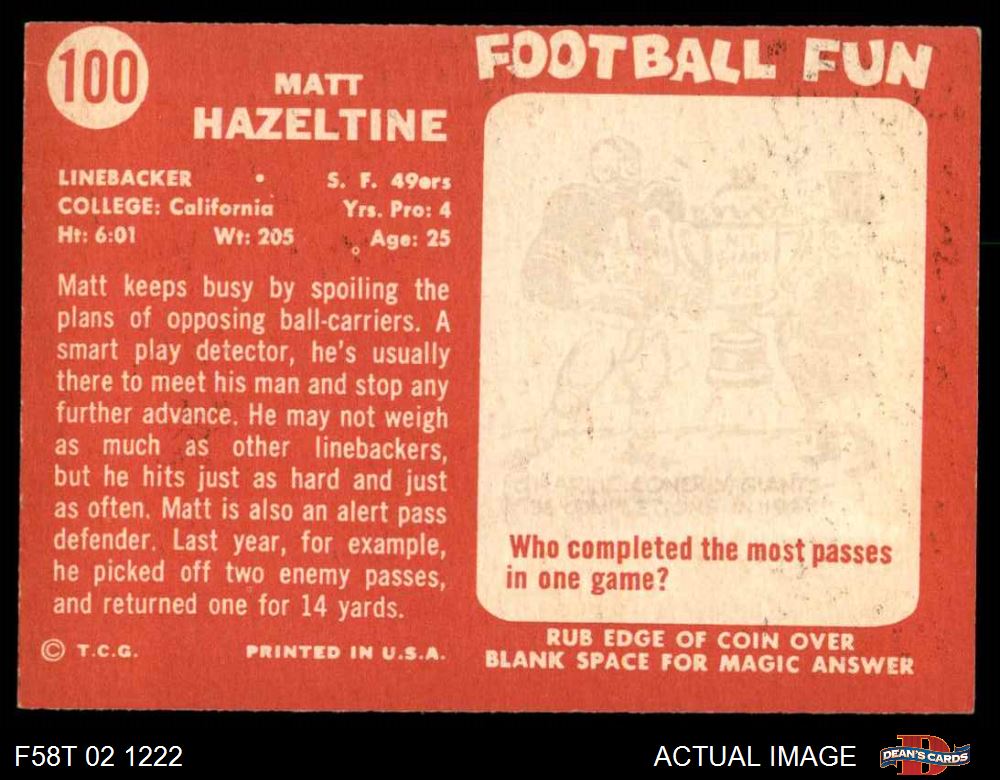 100
MATT
HAZELTINE
LINEBACKER • S. F. 49ers
COLLEGE: California Yrs. Pro: 4
Ht: 6:01 Wt: 205 Age: 25
Matt keeps busy by spoiling the
plans of opposing ball-carriers. A
smart play detector, he's usually
there to meet his man and stop any
further advance. He may not weigh
as much as other linebackers,
but he hits just as hard and just
as often. Matt is also an alert pass
defender. Last year, for example,
he picked off two enemy passes,
and returned one for 14 yards.
© T.C.G. PRINTED IN U.S.A.
FOOTBALL FUN
Who completed the most passes
in one game?
RUB EDGE OF COIN OVER
BLANK SPACE FOR MAGIC ANSWER
F58T 02 1222
ACTUAL IMAGE
DEAN'S CARDS